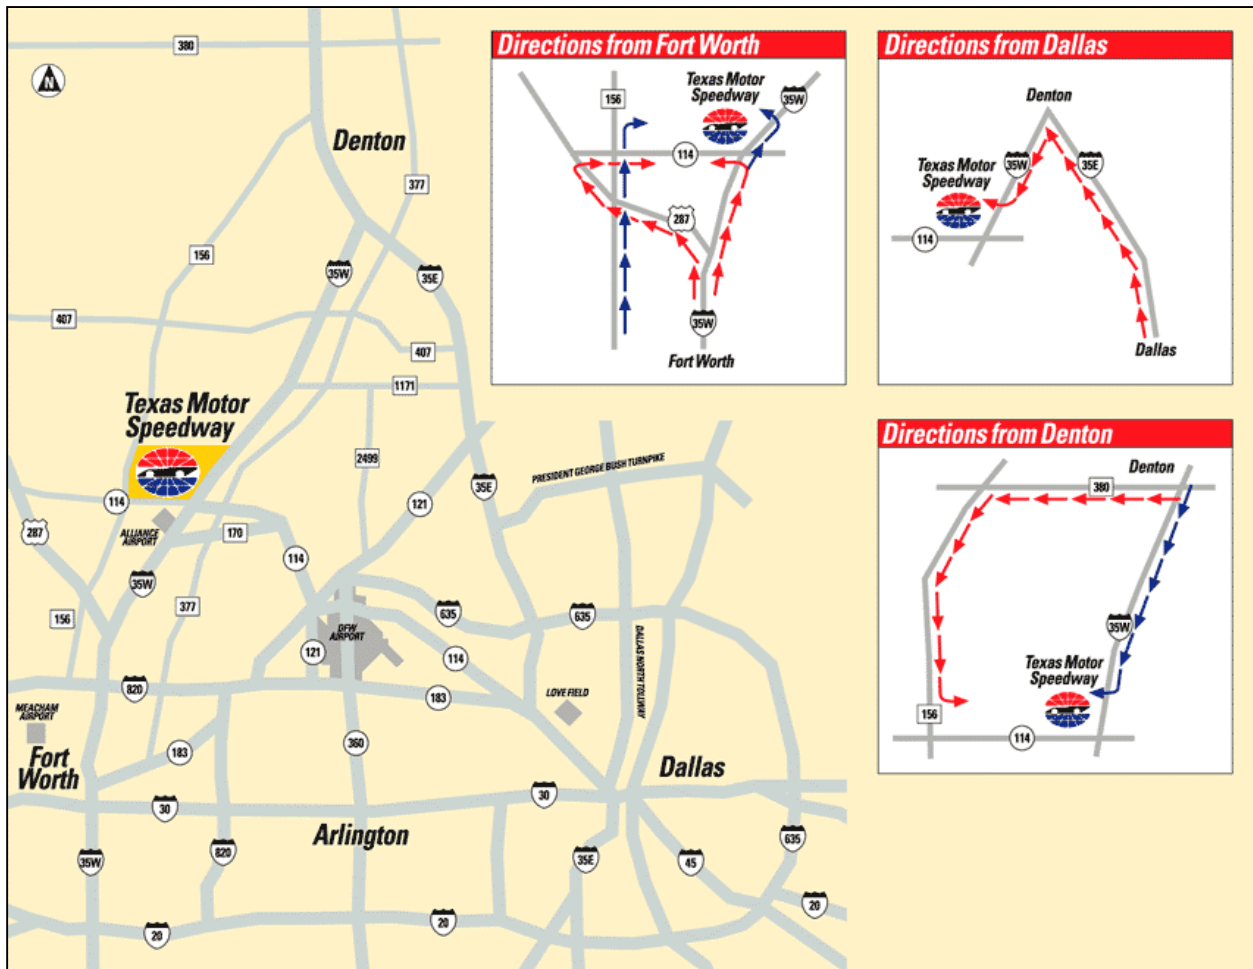 380
N
Denton
377
156
35W
35E
407
407
1171
Texas Motor
Speedway
2499
114
121
35E
PRESIDENT GEORGE BUSH TURNPIKE
287
ALLIANCE
AIRPORT
170
114
35W
156
377
635
635
DFW
AIRPORT
121
114
DALLAS NORTH TOLLWAY
820
183
LOVE FIELD
MEACHAM
AIRPORT
183
360
Fort
Worth
Dallas
30
30
Arlington
35W
820
35E
45
635
20
20
20
Directions from Fort Worth
156
Texas Motor
Speedway
35W
114
287
35W
Fort Worth
Directions from Dallas
Denton
Texas Motor
Speedway
35W
35E
114
Dallas
Directions from Denton
Denton
380
35W
Texas Motor
Speedway
156
114